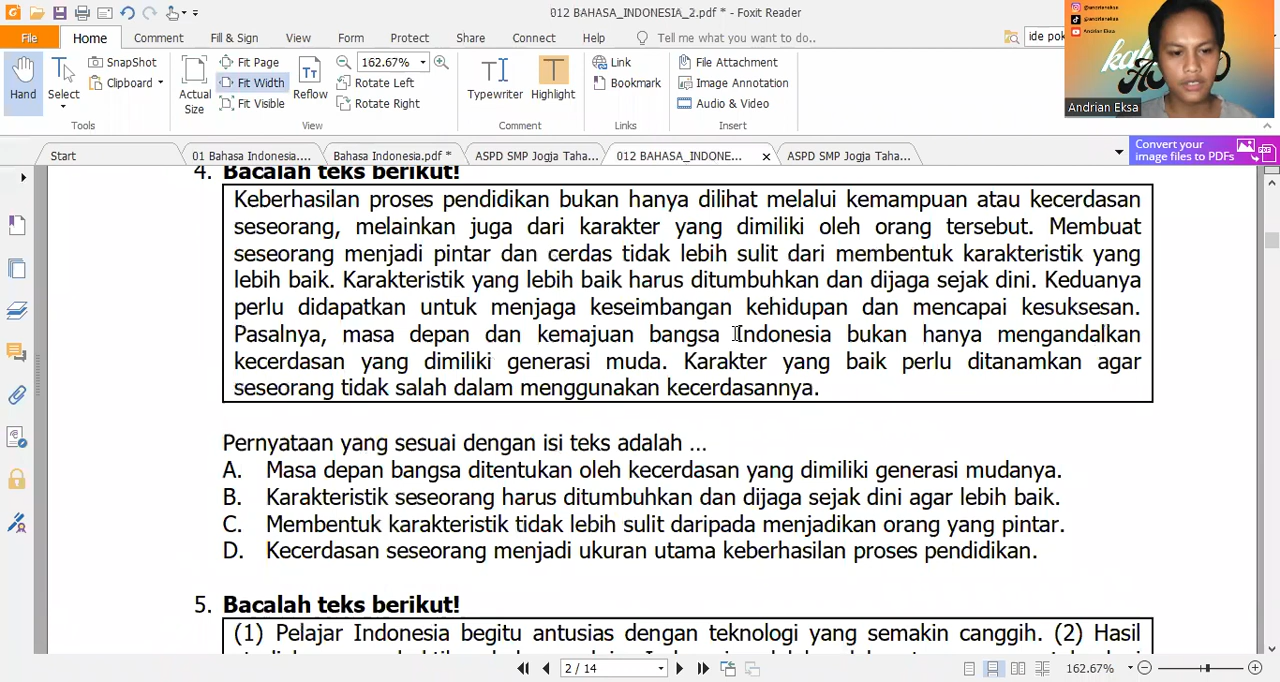 012 BAHASA_INDONESIA_2.pdf * - Foxit Reader
File Home Comment Fill & Sign View Form Protect Share Connect Help Tell me what you want to do.. ide pok
Hand
Select
SnapShot
Clipboard
Tools
Actual
Size
Fit Page
Fit Width
Fit Visible
Reflow
162.67%
Rotate Left
Rotate Right
View
Typewriter
Highlight
Comment
Link
Bookmark
Links
File Attachment
Image Annotation
Audio & Video
Insert
@andrianeksa
@andrianeksa
Andrian Eksa
Andrian Eksa
Start 01 Bahasa Indonesia.... Bahasa Indonesia.pdf * ASPD SMP Jogja Taha... 012 BAHASA_INDONE... ASPD SMP Jogja Taha...
Convert your
image files to PDFs
4. Bacalah teks berikut!
Keberhasilan proses pendidikan bukan hanya dilihat melalui kemampuan atau kecerdasan
seseorang, melainkan juga dari karakter yang dimiliki oleh orang tersebut. Membuat
seseorang menjadi pintar dan cerdas tidak lebih sulit dari membentuk karakteristik yang
lebih baik. Karakteristik yang lebih baik harus ditumbuhkan dan dijaga sejak dini. Keduanya
perlu didapatkan untuk menjaga keseimbangan kehidupan dan mencapai kesuksesan.
Pasalnya, masa depan dan kemajuan bangsa Indonesia bukan hanya mengandalkan
kecerdasan yang dimiliki generasi muda. Karakter yang baik perlu ditanamkan agar
seseorang tidak salah dalam menggunakan kecerdasannya.
Pernyataan yang sesuai dengan isi teks adalah ...
A. Masa depan bangsa ditentukan oleh kecerdasan yang dimiliki generasi mudanya.
B. Karakteristik seseorang harus ditumbuhkan dan dijaga sejak dini agar lebih baik.
C. Membentuk karakteristik tidak lebih sulit daripada menjadikan orang yang pintar.
D. Kecerdasan seseorang menjadi ukuran utama keberhasilan proses pendidikan.
5. Bacalah teks berikut!
(1) Pelajar Indonesia begitu antusias dengan teknologi yang semakin canggih. (2) Hasil
2 / 14
162.67%